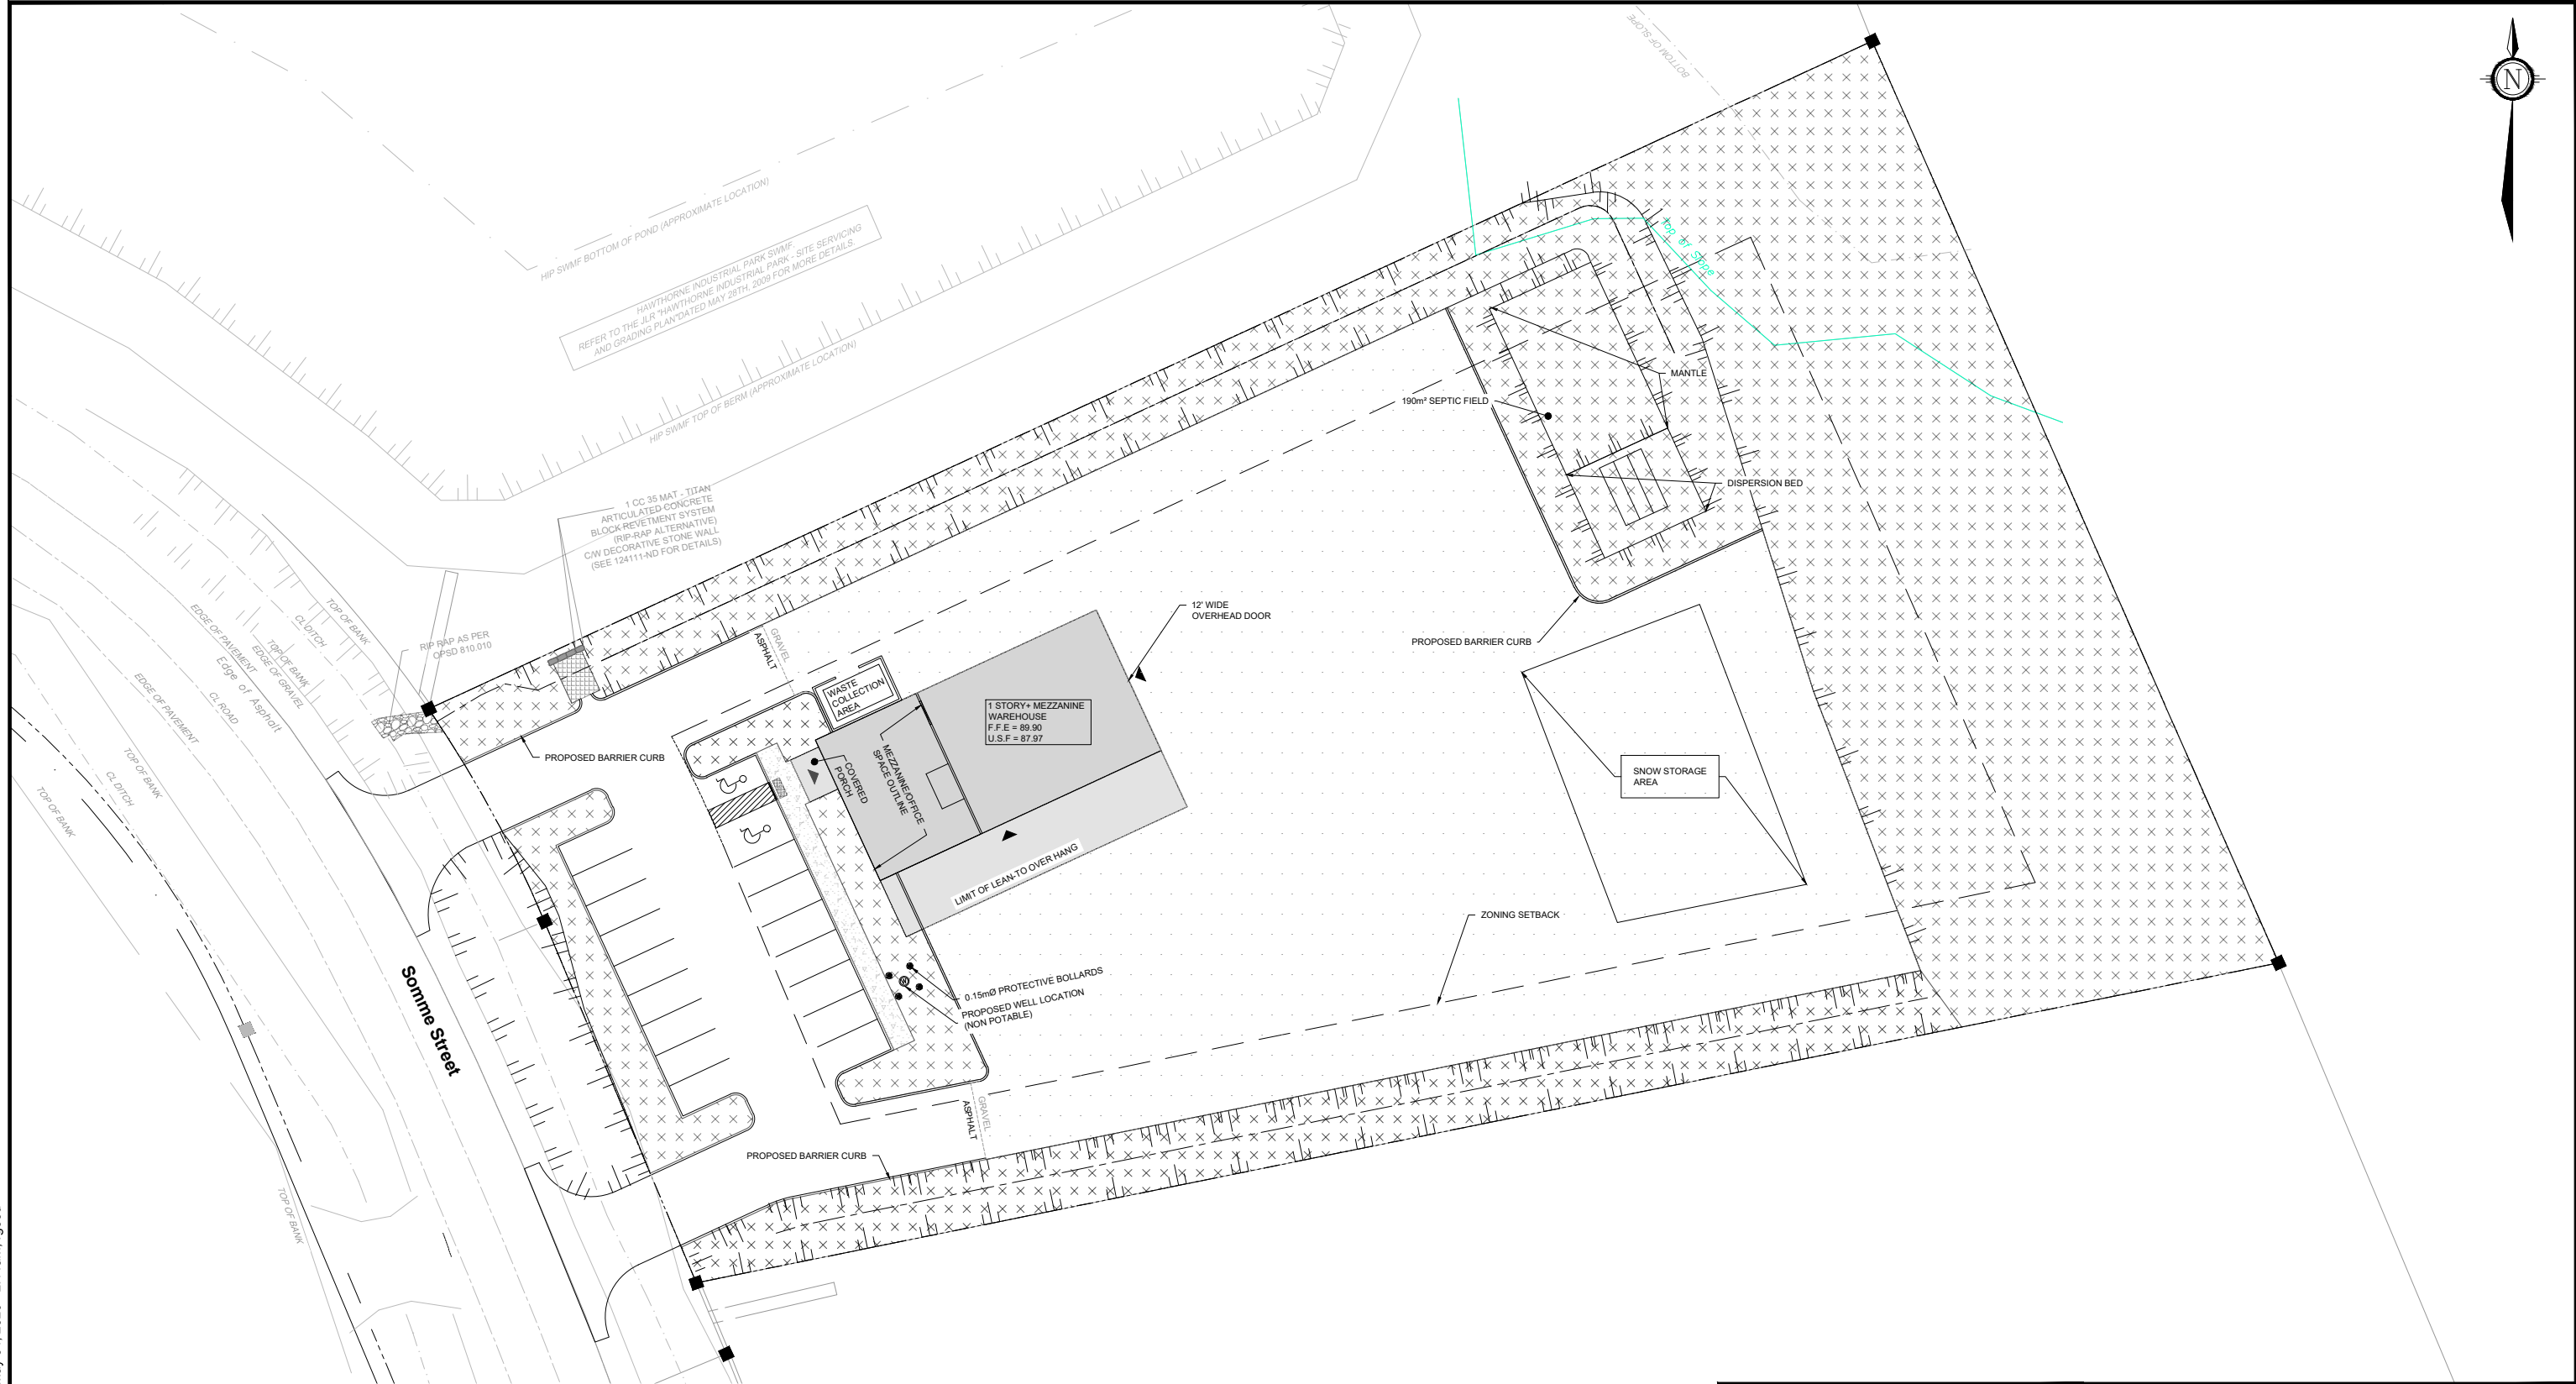 BOTTOM OF SLOPE
N
HIP SWMF BOTTOM OF POND (APPROXIMATE LOCATION)
HAWTHORNE INDUSTRIAL PARK SWMF.
REFER TO THE JLR "HAWTHORNE INDUSTRIAL PARK - SITE SERVICING
AND GRADING PLAN"DATED MAY 28TH, 2009 FOR MORE DETAILS.
HIP SWMF TOP OF BERM (APPROXIMATE LOCATION)
Top of Slope
MANTLE
190m² SEPTIC FIELD
DISPERSION BED
1 CC 35 MAT - TITAN
ARTICULATED CONCRETE
BLOCK REVETMENT SYSTEM
(RIP-RAP ALTERNATIVE)
C/W DECORATIVE STONE WALL
(SEE 124111-ND FOR DETAILS)
12' WIDE
OVERHEAD DOOR
PROPOSED BARRIER CURB
TOP OF BANK
CL DITCH
EDGE OF PAVEMENT
TOP OF BANK
EDGE OF GRAVEL
Edge of Asphalt
RIP RAP AS PER
OPSD 810.010
GRAVEL
ASPHALT
EDGE OF PAVEMENT
CL ROAD
TOP OF BANK
CL DITCH
TOP OF BANK
WASTE
COLLECTION
AREA
1 STORY+ MEZZANINE
WAREHOUSE
F.F.E = 89.90
U.S.F = 87.97
PROPOSED BARRIER CURB
COVERED
PORCH
MEZZANINE/OFFICE
SPACE OUTLINE
SNOW STORAGE
AREA
LIMIT OF LEAN-TO OVER HANG
ZONING SETBACK
Somme Street
0.15mØ PROTECTIVE BOLLARDS
PROPOSED WELL LOCATION
(NON POTABLE)
GRAVEL
ASPHALT
PROPOSED BARRIER CURB
TOP OF BANK